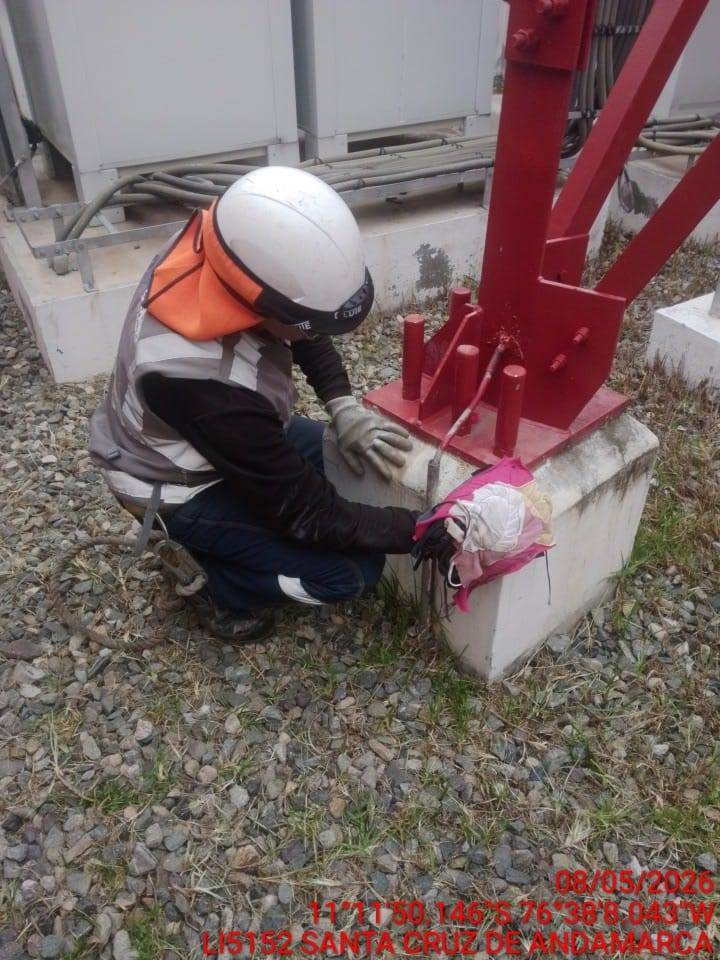 08/05/2026
11°11'50.146"S 76°38'8.043"W
LI5152 SANTA CRUZ DE ANDAMARCA